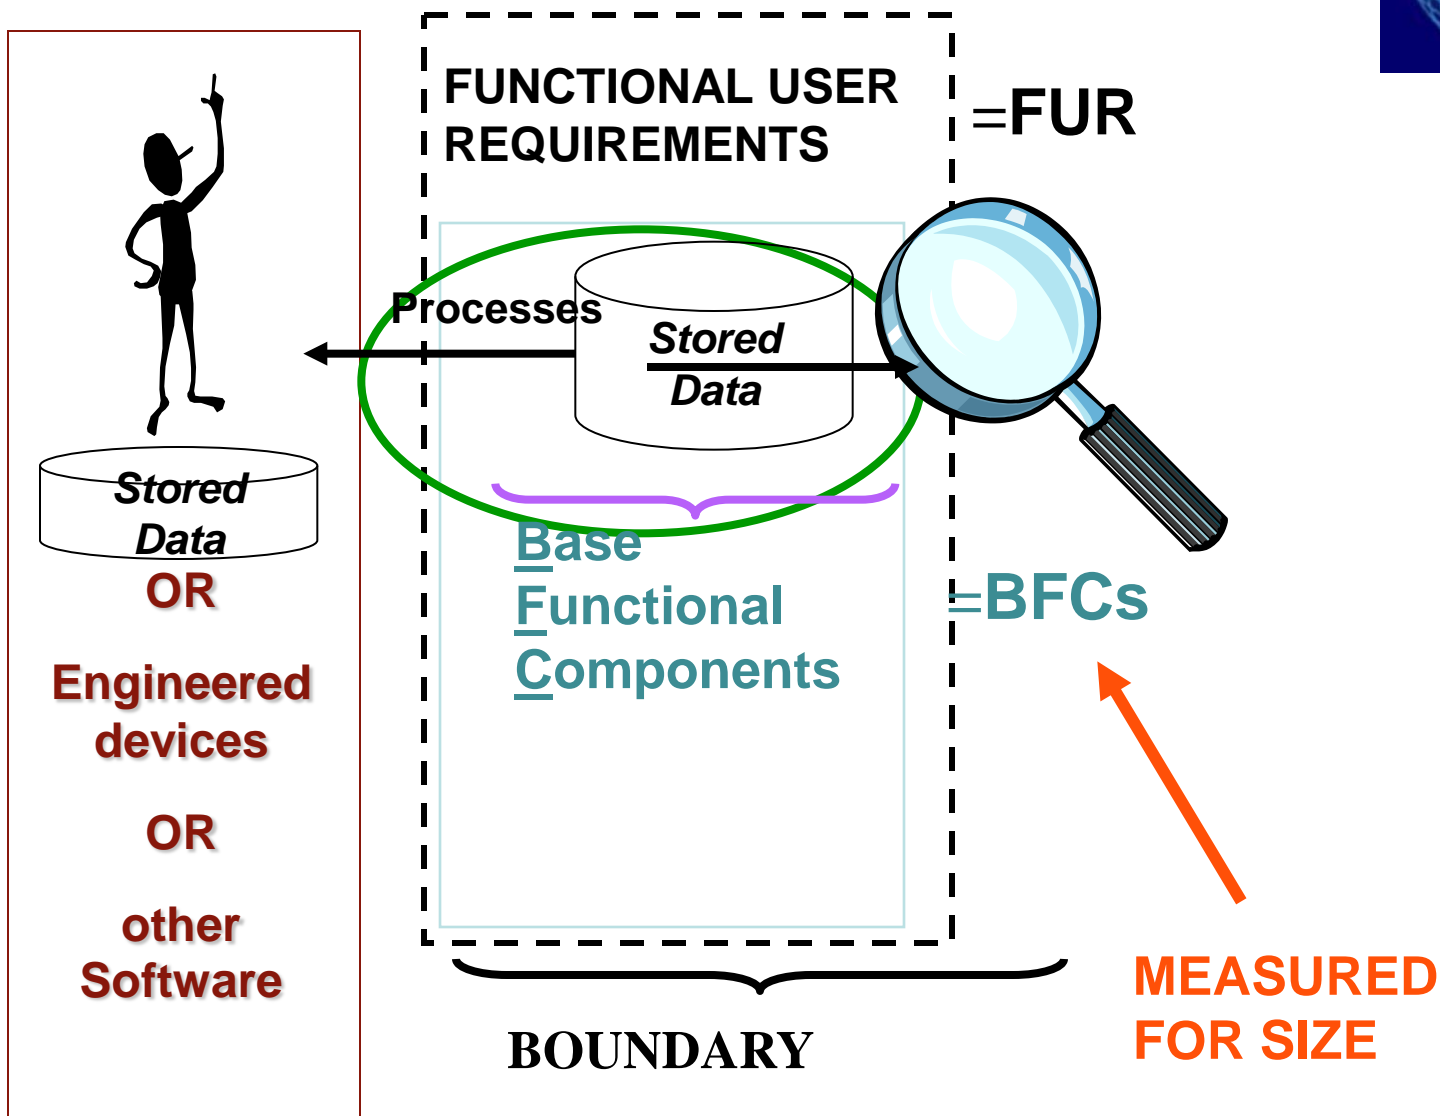 FUNCTIONAL USER
REQUIREMENTS
=FUR
Processes
Stored
Data
Stored
Data
OR
Engineered
devices
OR
other
Software
Base
Functional
Components
=BFCs
BOUNDARY
MEASURED
FOR SIZE